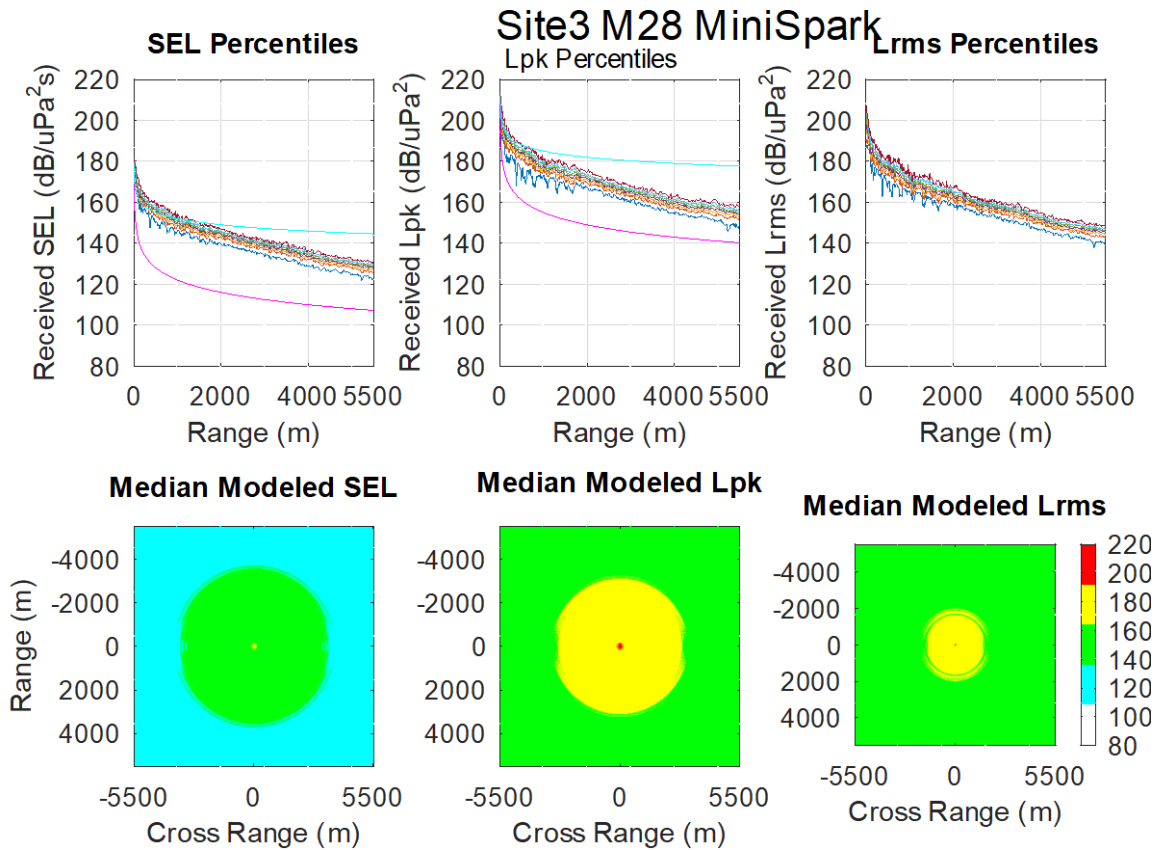 Site3 M28 MiniSpark
SEL Percentiles
Lpk Percentiles
Lrms Percentiles
Received SEL (dB/uPa²s)
220
200
180
160
140
120
100
80
0 2000 4000 5500
Range (m)
Received Lpk (dB/uPa²)
220
200
180
160
140
120
100
80
0 2000 4000 5500
Range (m)
Received Lrms (dB/uPa²)
220
200
180
160
140
120
100
80
0 2000 4000 5500
Range (m)
Median Modeled SEL
Range (m)
-4000
-2000
0
2000
4000
-5500 0 5500
Cross Range (m)
Median Modeled Lpk
-4000
-2000
0
2000
4000
-5500 0 5500
Cross Range (m)
Median Modeled Lrms
-4000
-2000
0
2000
4000
-5500 0 5500
Cross Range (m)
220
200
180
160
140
120
100
80